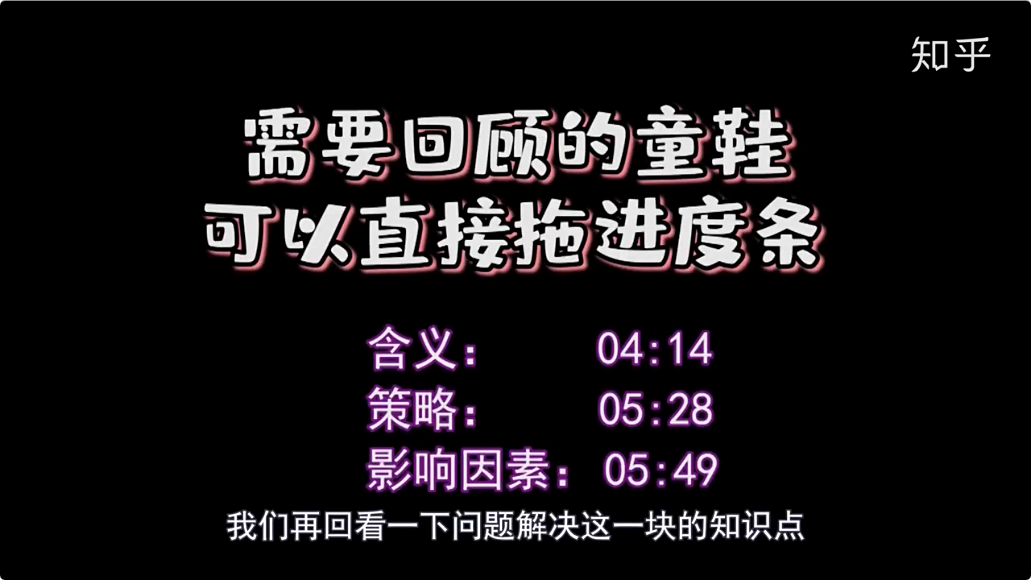 知乎
需要回顾的童鞋
可以直接拖进度条
含义： 04:14
策略： 05:28
影响因素： 05:49
我们再回看一下问题解决这一块的知识点